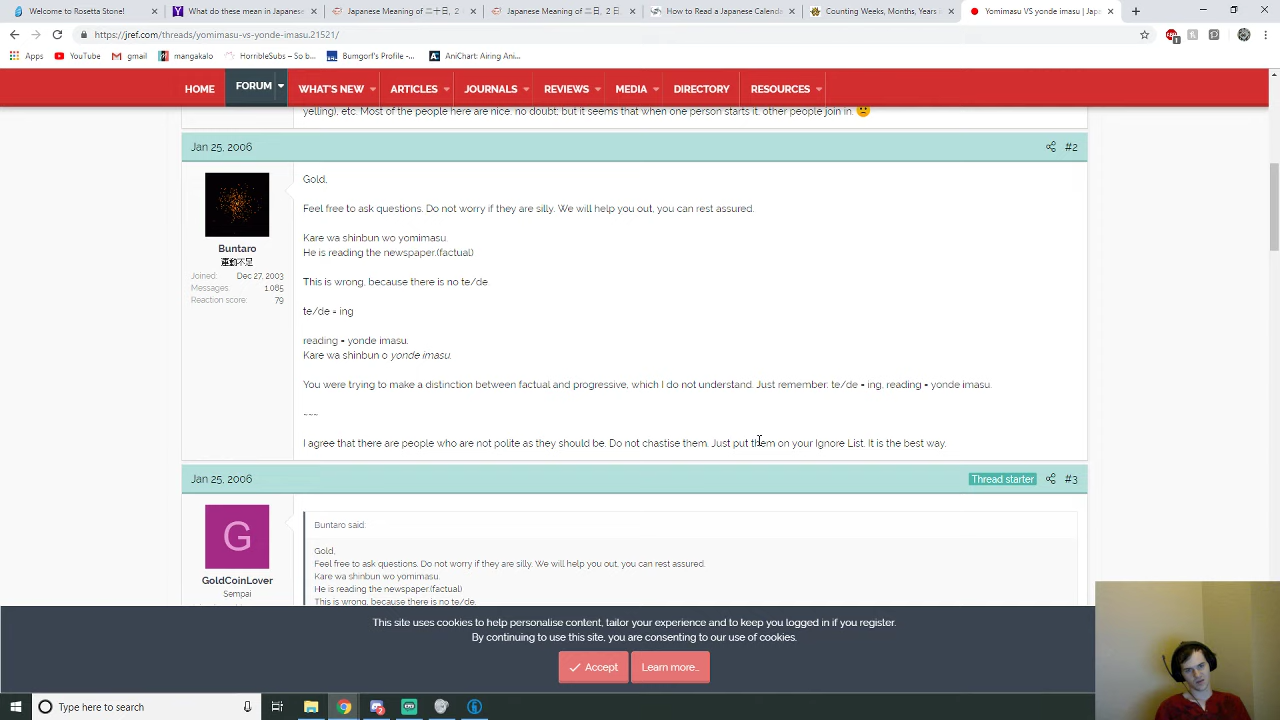 Welcome to Rosetta Stone!
What do these mean in Japanese
Japanese Meaning of 二十日, 2
Japanese Meaning of 二日, 2日
How to Read a Japanese Calenda
Counting Weeks, Months, Years
Yomimasu VS yonde imasu | Jap
https://jref.com/threads/yomimasu-vs-yonde-imasu.21521/
Apps
YouTube
gmail
mangakalo
HorribleSubs – So b...
Bumgorf's Profile -...
AniChart: Airing Ani...
HOME
FORUM
WHAT'S NEW
ARTICLES
JOURNALS
REVIEWS
MEDIA
DIRECTORY
RESOURCES
yelling), etc. Most of the people here are nice, no doubt; but it seems that when one person starts it, other people join in.
Jan 25, 2006
#2
Buntaro
運動不足
Joined: Dec 27, 2003
Messages 1,085
Reaction score: 79
Gold,
Feel free to ask questions. Do not worry if they are silly. We will help you out, you can rest assured.
Kare wa shinbun wo yomimasu.
He is reading the newspaper.(factual)
This is wrong, because there is no te/de.
te/de = ing
reading = yonde imasu.
Kare wa shinbun o yonde imasu.
You were trying to make a distinction between factual and progressive, which I do not understand. Just remember: te/de = ing, reading = yonde imasu.
~~~
I agree that there are people who are not polite as they should be. Do not chastise them. Just put them on your Ignore List. It is the best way.
Jan 25, 2006
Thread starter
#3
G
GoldCoinLover
Sempai
Buntaro said:
Gold,
Feel free to ask questions. Do not worry if they are silly. We will help you out, you can rest assured.
Kare wa shinbun wo yomimasu.
He is reading the newspaper.(factual)
This is wrong, because there is no te/de.
This site uses cookies to help personalise content, tailor your experience and to keep you logged in if you register.
By continuing to use this site, you are consenting to our use of cookies.
Accept
Learn more…
Type here to search